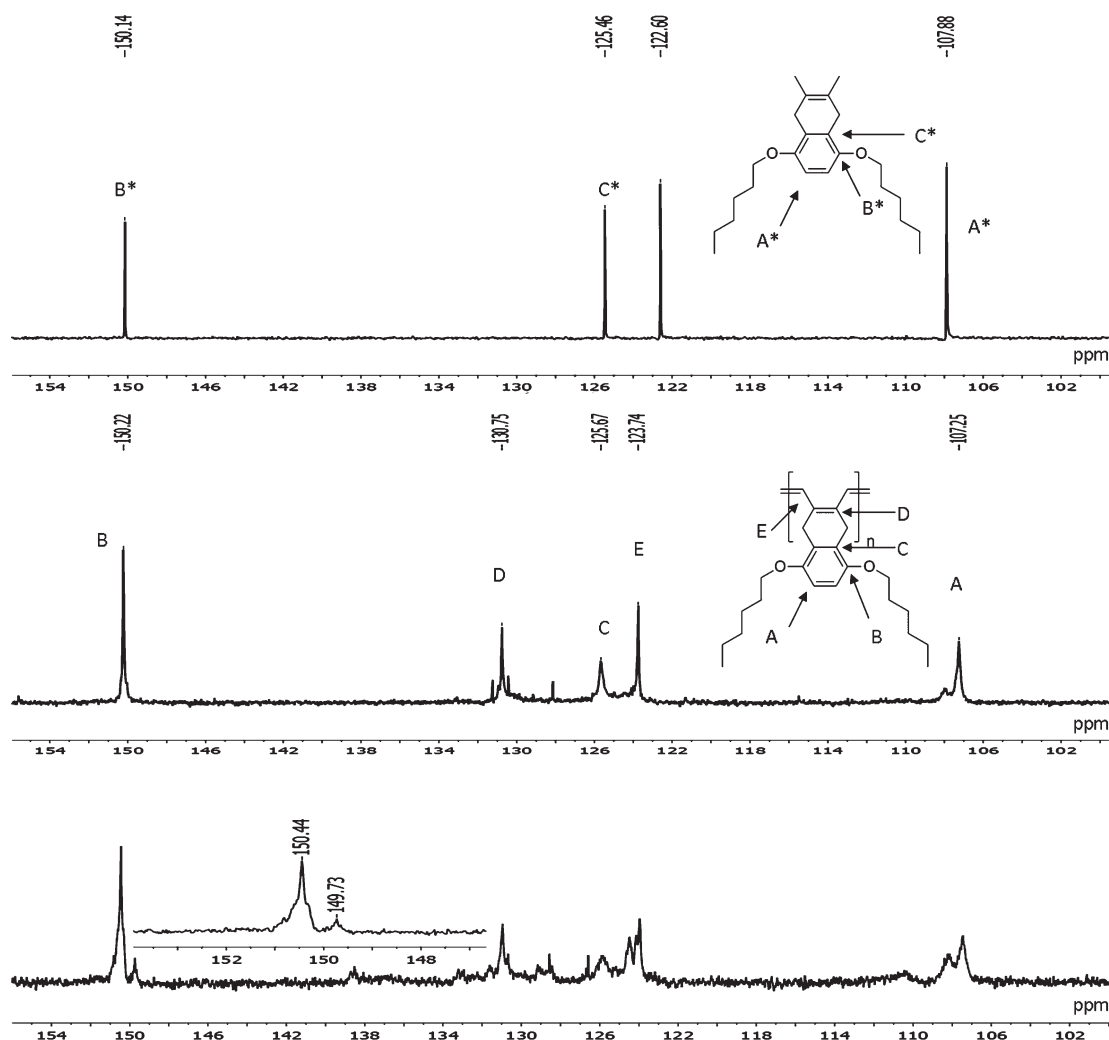 -150.14 -125.46 -122.60 -107.88
B* C* A*
C*
O O
B*
A*
ppm
154 150 146 142 138 134 130 126 122 118 114 110 106 102
-150.22 -130.75 -125.67 -123.74 -107.25
B D C E A
E D
n
C
O O
A B
ppm
154 150 146 142 138 134 130 126 122 118 114 110 106 102
150.44
149.73
152 150 148
ppm
154 150 146 142 138 134 130 126 122 118 114 110 106 102